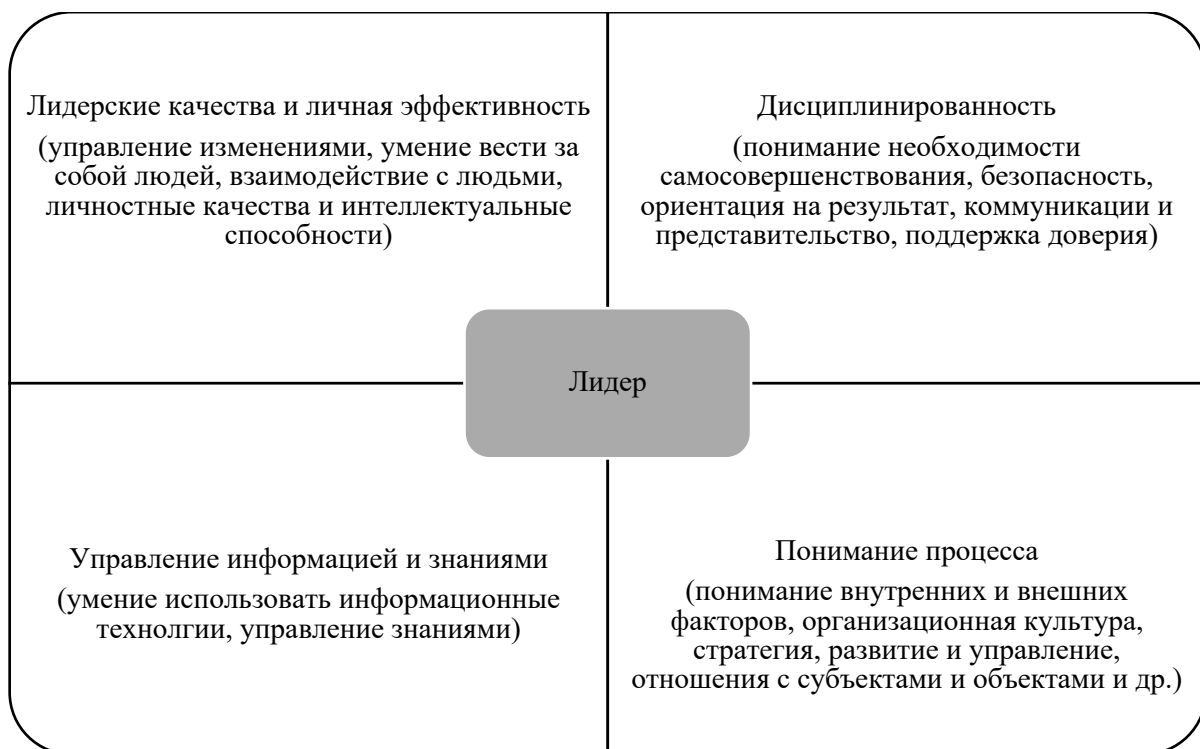 Лидерские качества и личная эффективность
(управление изменениями, умение вести за
собой людей, взаимодействие с людьми,
личностные качества и интеллектуальные
способности)
Дисциплинированность
(понимание необходимости
самосовершенствования, безопасность,
ориентация на результат, коммуникации и
представительство, поддержка доверия)
Лидер
Управление информацией и знаниями
(умение использовать информационные
технолгии, управление знаниями)
Понимание процесса
(понимание внутренних и внешних
факторов, организационная культура,
стратегия, развитие и управление,
отношения с субъектами и объектами и др.)